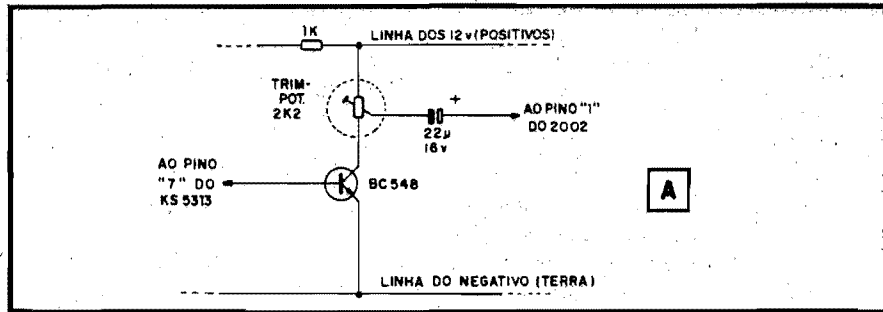 1K
LINHA DOS 12v (POSITIVOS)
TRIM-
POT.
2K2
+
22µ
16v
AO PINO "1"
DO 2002
AO PINO
"7" DO
KS 5313
BC 548
A
LINHA DO NEGATIVO (TERRA)